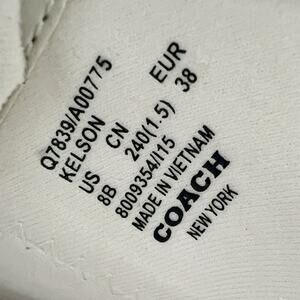 Q7839/A00775
KELSON
US CN EUR
8B 240(1.5) 38
8009354/115
MADE IN VIETNAM
COACH
NEW YORK